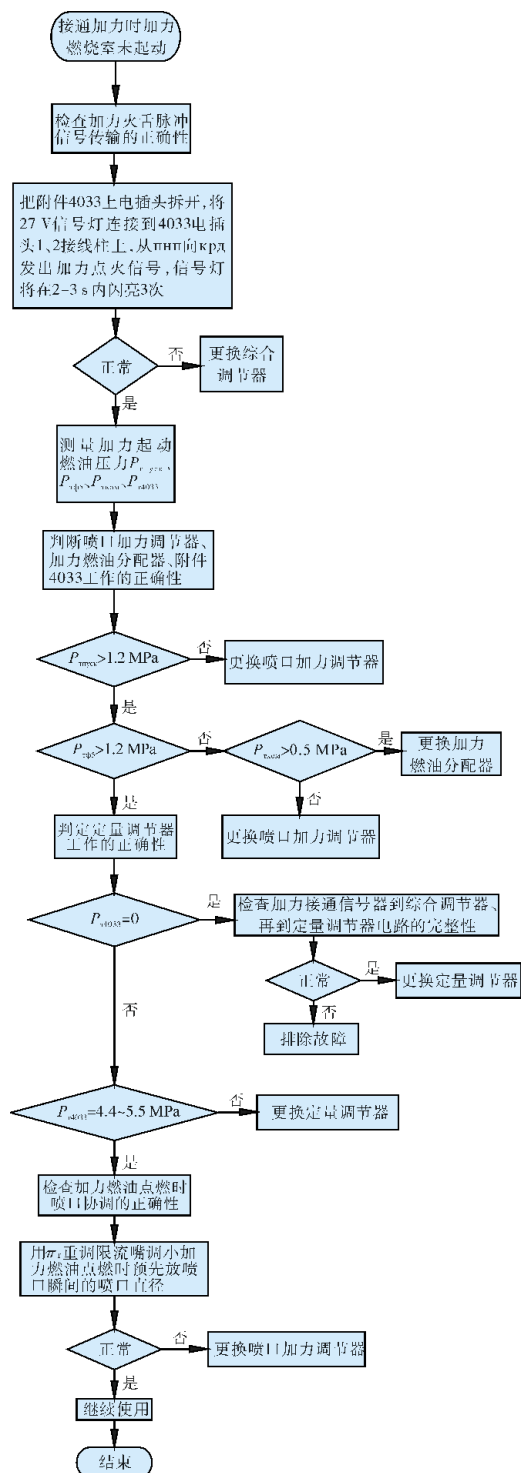 接通加力时加力
燃烧室未起动
检查加力火舌脉冲
信号传输的正确性
把附件4033上电插头拆开,将
27 V信号灯连接到4033电插
头1、2接线柱上,从пнп向крд
发出加力点火信号,信号灯
将在2~3 s内闪亮3次
正常
否
更换综合
调节器
是
测量加力起动
燃油压力
判断喷口加力调节器、
加力燃油分配器、附件
4033工作的正确性
>1.2 MPa
否
更换喷口加力调节器
是
>1.2 MPa
否
>0.5 MPa
是
更换加力
燃油分配器
是
否
判定定量调节器
工作的正确性
更换喷口加力调节器
=0
是
检查加力接通信号器到综合调节器、
再到定量调节器电路的完整性
正常
是
更换定量调节器
否
否
排除故障
=4.4~5.5 MPa
否
更换定量调节器
是
检查加力燃油点燃时
喷口协调的正确性
重调限流嘴调小加
力燃油点燃时预先放喷
口瞬间的喷口直径
正常
否
更换喷口加力调节器
是
继续使用
结束